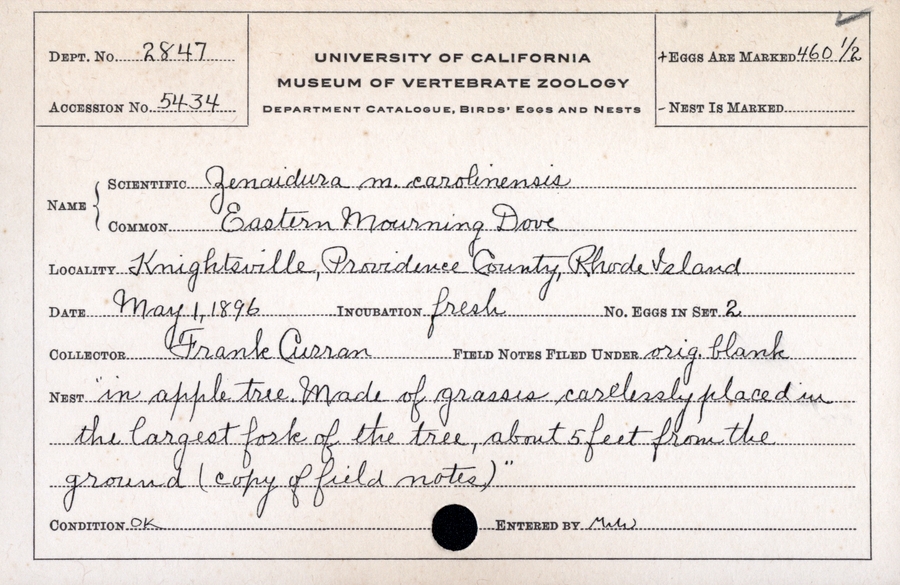 DEPT. No. 2847
ACCESSION No. 5434
UNIVERSITY OF CALIFORNIA
MUSEUM OF VERTEBRATE ZOOLOGY
DEPARTMENT CATALOGUE, BIRDS' EGGS AND NESTS
+EGGS ARE MARKED 460 1/2
-NEST IS MARKED
NAME
SCIENTIFIC Zenaidura m. carolinensis
COMMON Eastern Mourning Dove
LOCALITY Knightsville, Providence County, Rhode Island
DATE May 1, 1896 INCUBATION fresh NO. EGGS IN SET 2
COLLECTOR Frank Curran FIELD NOTES FILED UNDER orig. blank
NEST "in apple tree. Made of grasses carelessly placed in
the largest fork of the tree, about 5 feet from the
ground (copy of field notes)"
CONDITION OK ENTERED BY